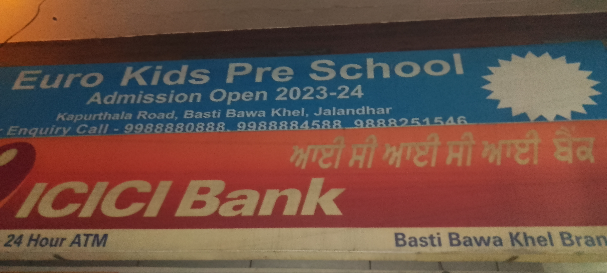 Euro Kids Pre School
Admission Open 2023-24
Kapurthala Road, Basti Bawa Khel, Jalandhar
Enquiry Call - 9988880888, 9988884588, 9888251546
ਆਈ ਸੀ ਆਈ ਸੀ ਆਈ ਬੈਂਕ
ICICI Bank
24 Hour ATM
Basti Bawa Khel Bran